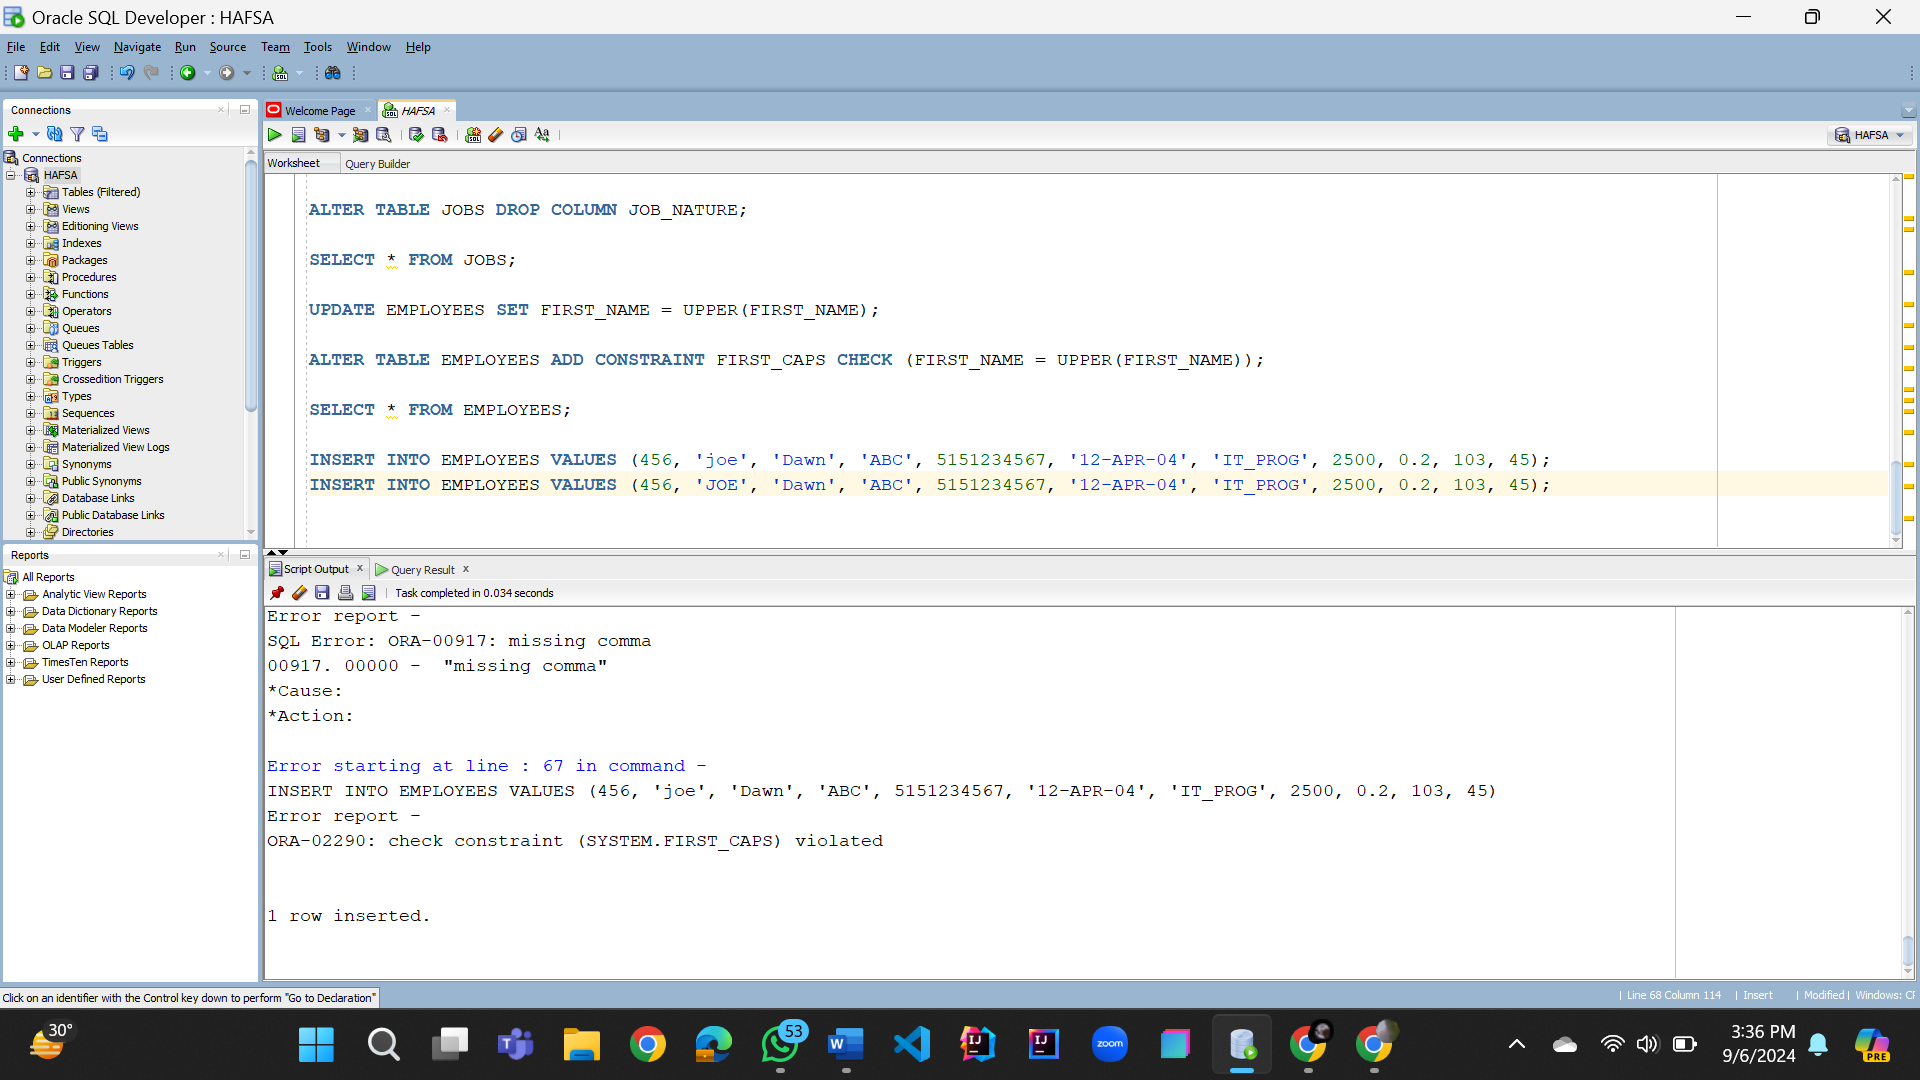 Oracle SQL Developer : HAFSA
File Edit View Navigate Run Source Team Tools Window Help
Connections
Welcome Page
HAFSA
HAFSA
Worksheet Query Builder
Connections
HAFSA
Tables (Filtered)
Views
Editioning Views
Indexes
Packages
Procedures
Functions
Operators
Queues
Queues Tables
Triggers
Crossedition Triggers
Types
Sequences
Materialized Views
Materialized View Logs
Synonyms
Public Synonyms
Database Links
Public Database Links
Directories
ALTER TABLE JOBS DROP COLUMN JOB_NATURE;
SELECT * FROM JOBS;
UPDATE EMPLOYEES SET FIRST_NAME = UPPER(FIRST_NAME);
ALTER TABLE EMPLOYEES ADD CONSTRAINT FIRST_CAPS CHECK (FIRST_NAME = UPPER(FIRST_NAME));
SELECT * FROM EMPLOYEES;
INSERT INTO EMPLOYEES VALUES (456, 'joe', 'Dawn', 'ABC', 5151234567, '12-APR-04', 'IT_PROG', 2500, 0.2, 103, 45);
INSERT INTO EMPLOYEES VALUES (456, 'JOE', 'Dawn', 'ABC', 5151234567, '12-APR-04', 'IT_PROG', 2500, 0.2, 103, 45);
Reports
All Reports
Analytic View Reports
Data Dictionary Reports
Data Modeler Reports
OLAP Reports
TimesTen Reports
User Defined Reports
Script Output x Query Result x
Task completed in 0.034 seconds
Error report -
SQL Error: ORA-00917: missing comma
00917. 00000 - "missing comma"
*Cause:
*Action:
Error starting at line : 67 in command -
INSERT INTO EMPLOYEES VALUES (456, 'joe', 'Dawn', 'ABC', 5151234567, '12-APR-04', 'IT_PROG', 2500, 0.2, 103, 45)
Error report -
ORA-02290: check constraint (SYSTEM.FIRST_CAPS) violated
1 row inserted.
Click on an identifier with the Control key down to perform "Go to Declaration"
| Line 68 Column 114 | Insert | Modified | Windows: CF
30°
53
zoom
3:36 PM
9/6/2024
PRE